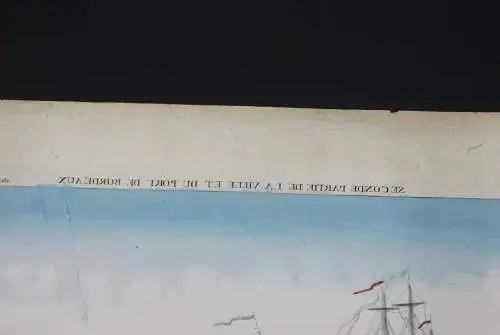 SECONDE PARTIE DE LA VILLE ET DU PORT DE BORDEAUX.